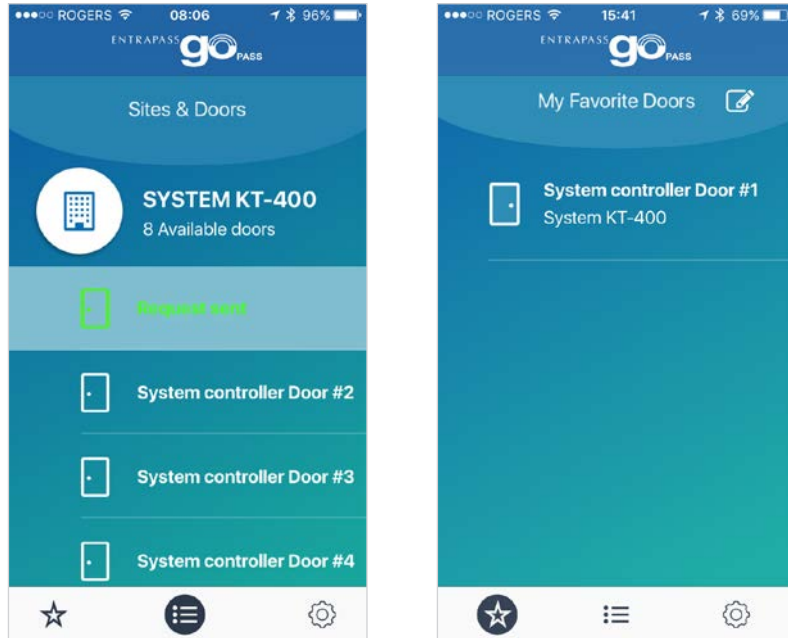 ROGERS 08:06 96%
ENTRAPASS go PASS
Sites & Doors
SYSTEM KT-400
8 Available doors
Request sent
System controller Door #2
System controller Door #3
System controller Door #4
ROGERS 15:41 69%
ENTRAPASS go PASS
My Favorite Doors
System controller Door #1
System KT-400